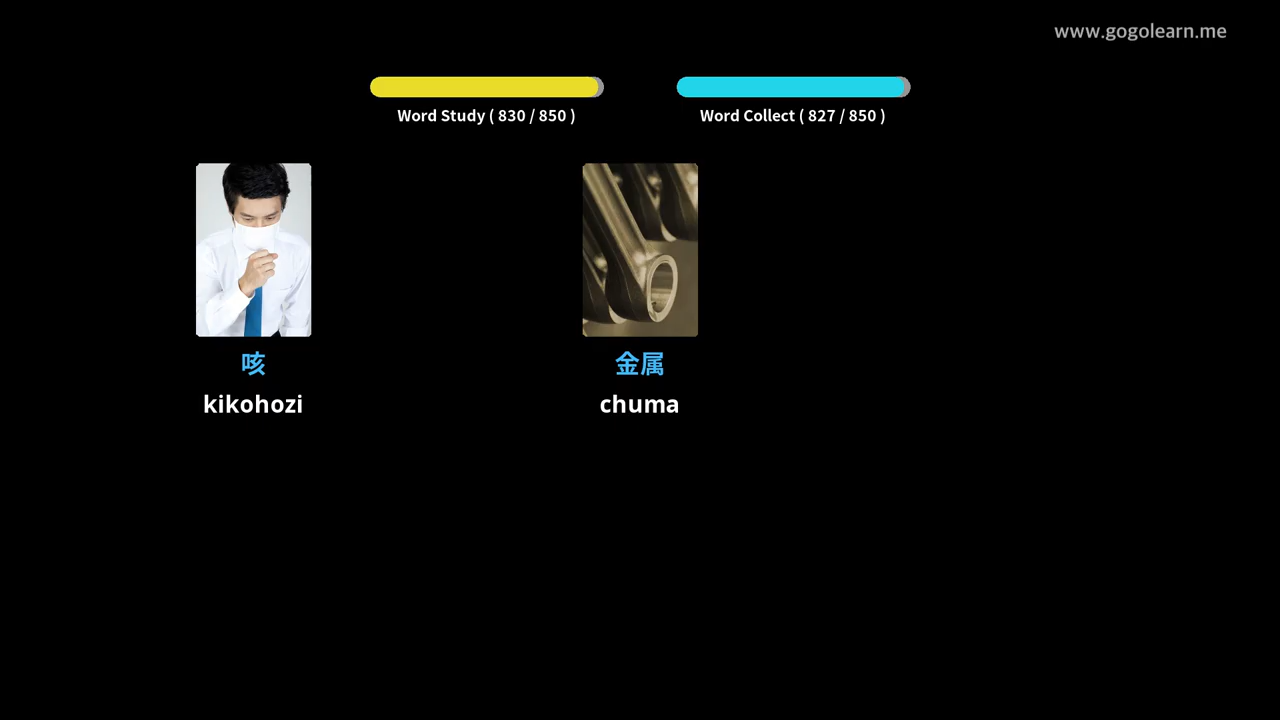 www.gogolearn.me
Word Study ( 830 / 850 )
Word Collect ( 827 / 850 )
咳
kikohozi
金属
chuma